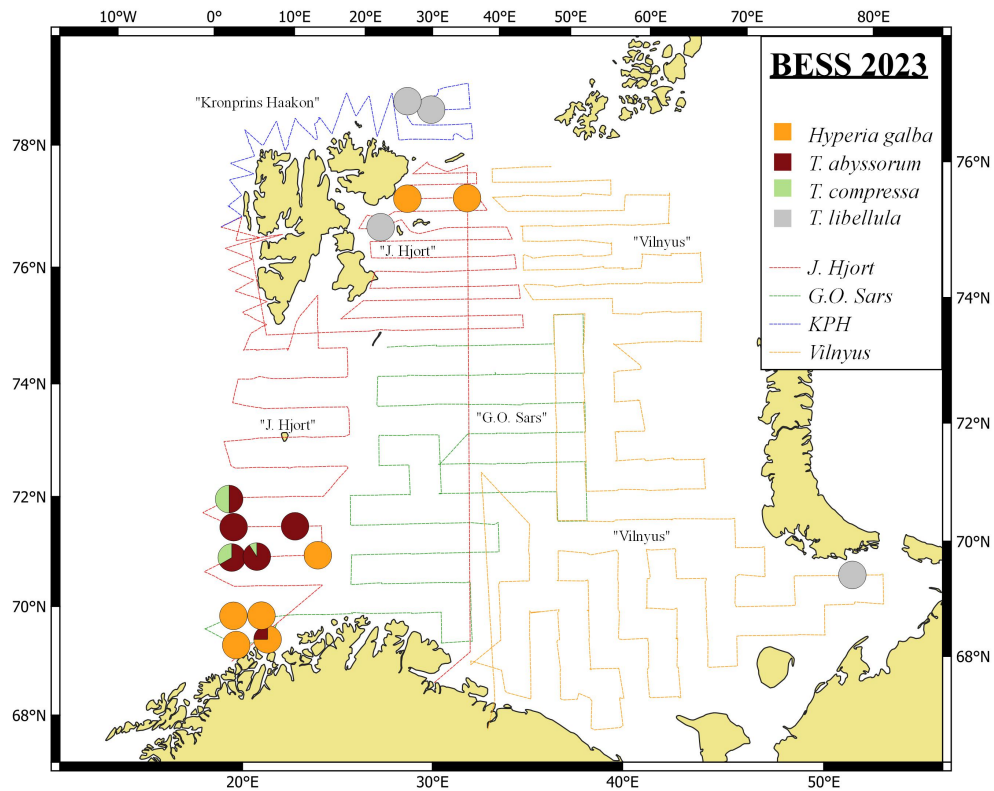 10°W 0° 10°E 20°E 30°E 40°E 50°E 60°E 70°E 80°E
BESS 2023
"Kronprins Haakon"
Hyperia galba
78°N
T. abyssorum
76°N
T. compressa
T. libellula
"J. Hjort"
"Vilnyus"
76°N
J. Hjort
74°N
G.O. Sars
KPH
Vilnyus
74°N
"J. Hjort"
"G.O. Sars"
72°N
72°N
"Vilnyus"
70°N
70°N
68°N
68°N
20°E 30°E 40°E 50°E